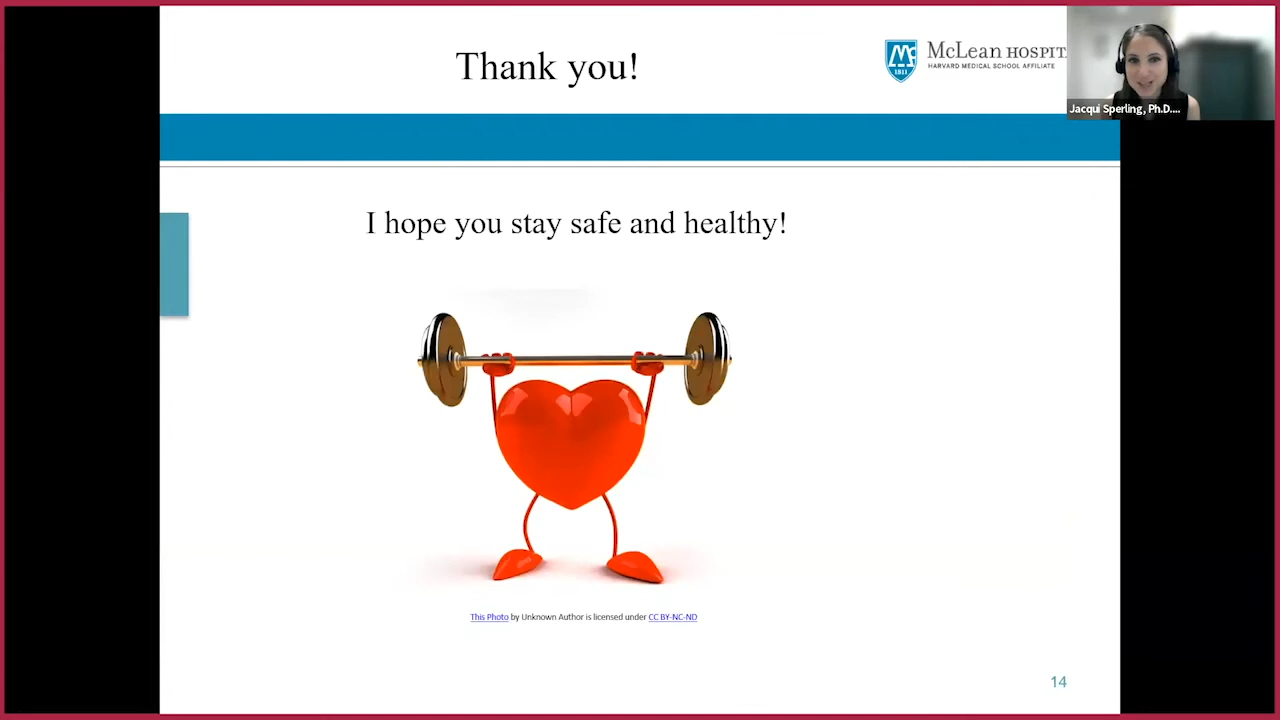 Thank you!
McLean HOSPIT
HARVARD MEDICAL SCHOOL AFFILIATE
1811
Jacqui Sperling, Ph.D....
I hope you stay safe and healthy!
This Photo by Unknown Author is licensed under CC BY-NC-ND
14